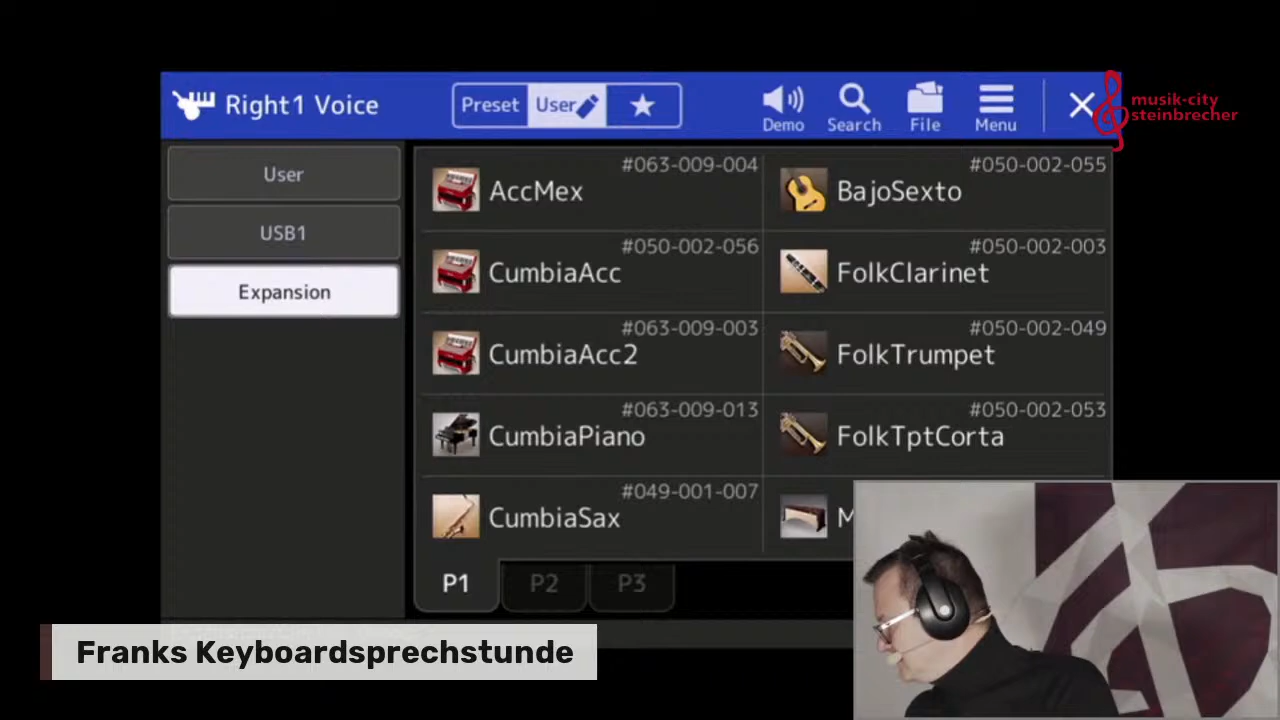 Right1 Voice
Preset
User
Demo
Search
File
Menu
musik-city
steinbrecher
User
USB1
Expansion
#063-009-004
AccMex
#050-002-055
BajoSexto
#050-002-056
CumbiaAcc
#050-002-003
FolkClarinet
#063-009-003
CumbiaAcc2
#050-002-049
FolkTrumpet
#063-009-013
CumbiaPiano
#050-002-053
FolkTptCorta
#049-001-007
CumbiaSax
M
P1
P2
P3
Franks Keyboardsprechstunde